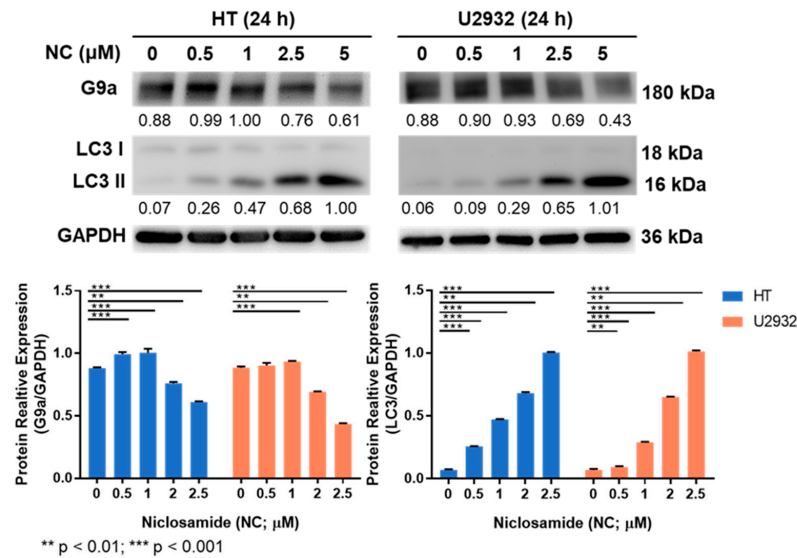 HT (24 h) U2932 (24 h)
NC (μM) 0 0.5 1 2.5 5 0 0.5 1 2.5 5
G9a 180 kDa
0.88 0.99 1.00 0.76 0.61 0.88 0.90 0.93 0.69 0.43
LC3 I 18 kDa
LC3 II 16 kDa
0.07 0.26 0.47 0.68 1.00 0.06 0.09 0.29 0.65 1.01
GAPDH 36 kDa
Protein Realtive Expression
(G9a/GAPDH)
1.5
1.0
0.5
0.0
***
**
***
***
***
**
***
0 0.5 1 2 2.5 0 0.5 1 2 2.5
Niclosamide (NC; μM)
Protein Realtive Expression
(LC3/GAPDH)
1.5
1.0
0.5
0.0
***
**
***
***
***
***
**
***
***
**
0 0.5 1 2 2.5 0 0.5 1 2 2.5
Niclosamide (NC; μM)
HT
U2932
** p < 0.01; *** p < 0.001